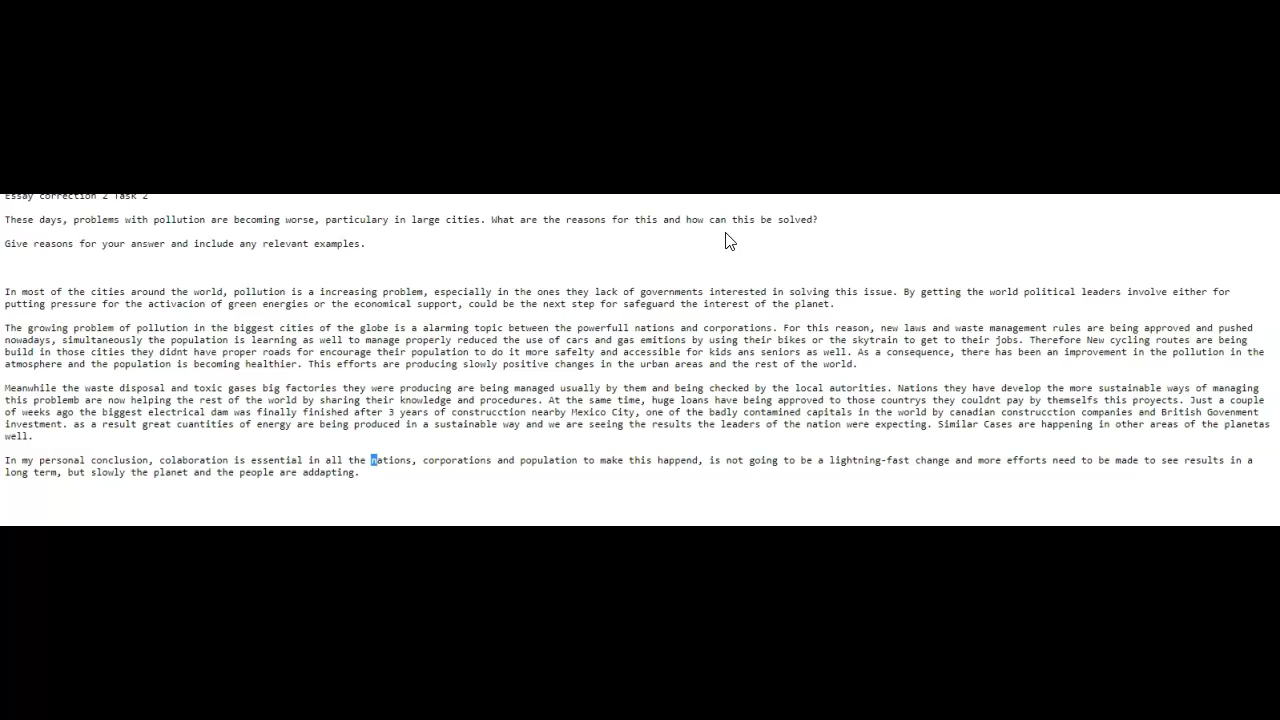 Essay correction 2 Task 2
These days, problems with pollution are becoming worse, particulary in large cities. What are the reasons for this and how can this be solved?
Give reasons for your answer and include any relevant examples.
In most of the cities around the world, pollution is a increasing problem, especially in the ones they lack of governments interested in solving this issue. By getting the world political leaders involve either for
putting pressure for the activacion of green energies or the economical support, could be the next step for safeguard the interest of the planet.
The growing problem of pollution in the biggest cities of the globe is a alarming topic between the powerfull nations and corporations. For this reason, new laws and waste management rules are being approved and pushed
nowadays, simultaneously the population is learning as well to manage properly reduced the use of cars and gas emitions by using their bikes or the skytrain to get to their jobs. Therefore New cycling routes are being
build in those cities they didnt have proper roads for encourage their population to do it more safelty and accessible for kids ans seniors as well. As a consequence, there has been an improvement in the pollution in the
atmosphere and the population is becoming healthier. This efforts are producing slowly positive changes in the urban areas and the rest of the world.
Meanwhile the waste disposal and toxic gases big factories they were producing are being managed usually by them and being checked by the local autorities. Nations they have develop the more sustainable ways of managing
this problemb are now helping the rest of the world by sharing their knowledge and procedures. At the same time, huge loans have being approved to those countrys they couldnt pay by themselfs this proyects. Just a couple
of weeks ago the biggest electrical dam was finally finished after 3 years of construcction nearby Mexico City, one of the badly contamined capitals in the world by canadian construcction companies and British Govenment
investment. as a result great cuantities of energy are being produced in a sustainable way and we are seeing the results the leaders of the nation were expecting. Similar Cases are happening in other areas of the planetas
well.
In my personal conclusion, colaboration is essential in all the nations, corporations and population to make this happend, is not going to be a lightning-fast change and more efforts need to be made to see results in a
long term, but slowly the planet and the people are addapting.